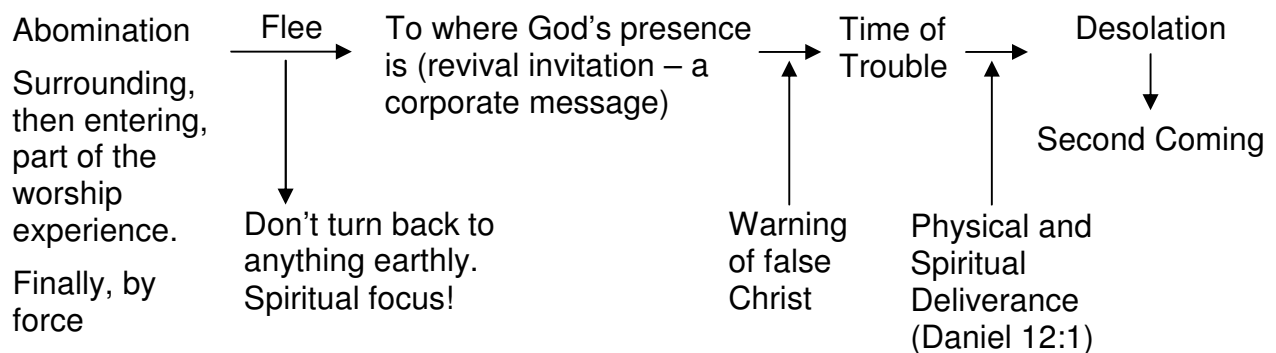 Abomination
Surrounding,
then entering,
part of the
worship
experience.
Finally, by
force
Flee
Don’t turn back to
anything earthly.
Spiritual focus!
To where God’s presence
is (revival invitation – a
corporate message)
Warning
of false
Christ
Time of
Trouble
Physical and
Spiritual
Deliverance
(Daniel 12:1)
Desolation
Second Coming